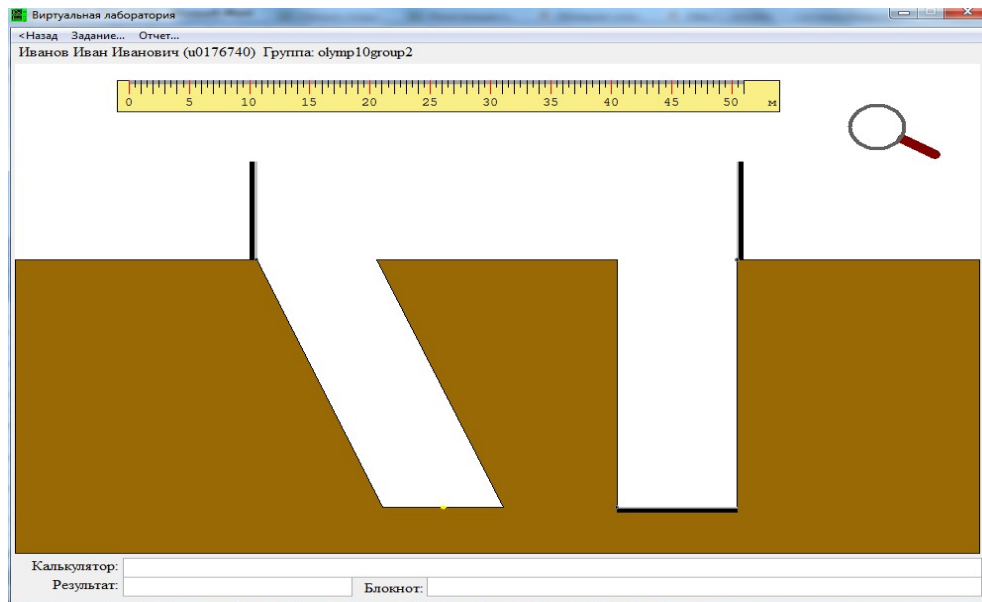 Виртуальная лаборатория
<Назад Задание... Отчет...
Иванов Иван Иванович (u0176740) Группа: olymp10group2
0 5 10 15 20 25 30 35 40 45 50 м
Калькулятор:
Результат: Блокнот: